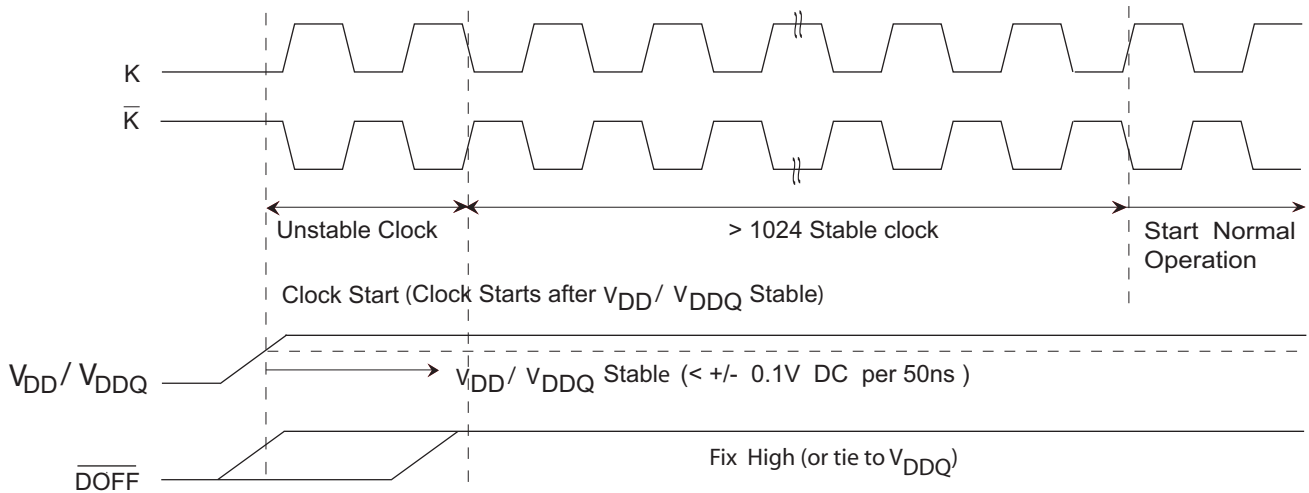 K
K̅
Unstable Clock
> 1024 Stable clock
Start Normal
Operation
Clock Start (Clock Starts after VDD/ VDDQ Stable)
VDD/ VDDQ
VDD/ VDDQ Stable (< +/- 0.1V DC per 50ns )
Fix High (or tie to VDDQ)
D̅O̅F̅F̅